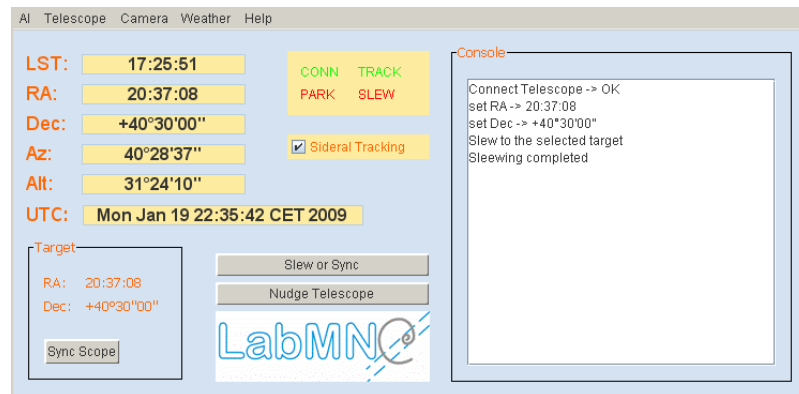 AI Telescope Camera Weather Help
LST: 17:25:51
RA: 20:37:08
Dec: +40°30'00"
Az: 40°28'37"
Alt: 31°24'10"
UTC: Mon Jan 19 22:35:42 CET 2009
CONN TRACK
PARK SLEW
Sideral Tracking
Target
RA: 20:37:08
Dec: +40º30"00"
Sync Scope
Slew or Sync
Nudge Telescope
LabMNC
Console
Connect Telescope -> OK
set RA -> 20:37:08
set Dec -> +40°30'00"
Slew to the selected target
Sleewing completed